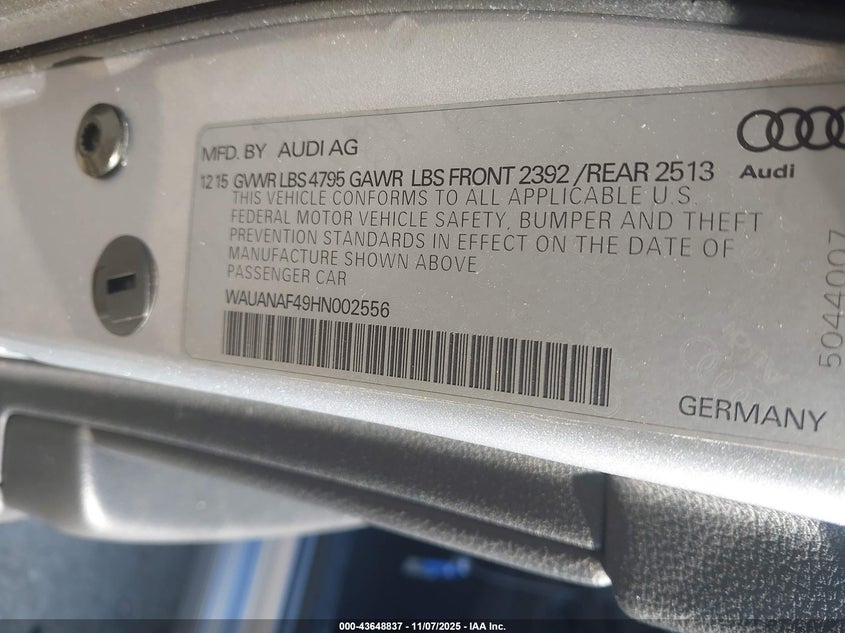 MFD. BY AUDI AG
12 15 GVWR LBS 4795 GAWR LBS FRONT 2392 /REAR 2513
THIS VEHICLE CONFORMS TO ALL APPLICABLE U.S.
FEDERAL MOTOR VEHICLE SAFETY, BUMPER AND THEFT
PREVENTION STANDARDS IN EFFECT ON THE DATE OF
MANUFACTURE SHOWN ABOVE
PASSENGER CAR
WAUANAF49HN002556
Audi
5044007
GERMANY
000-43648837 - 11/07/2025 - IAA Inc.